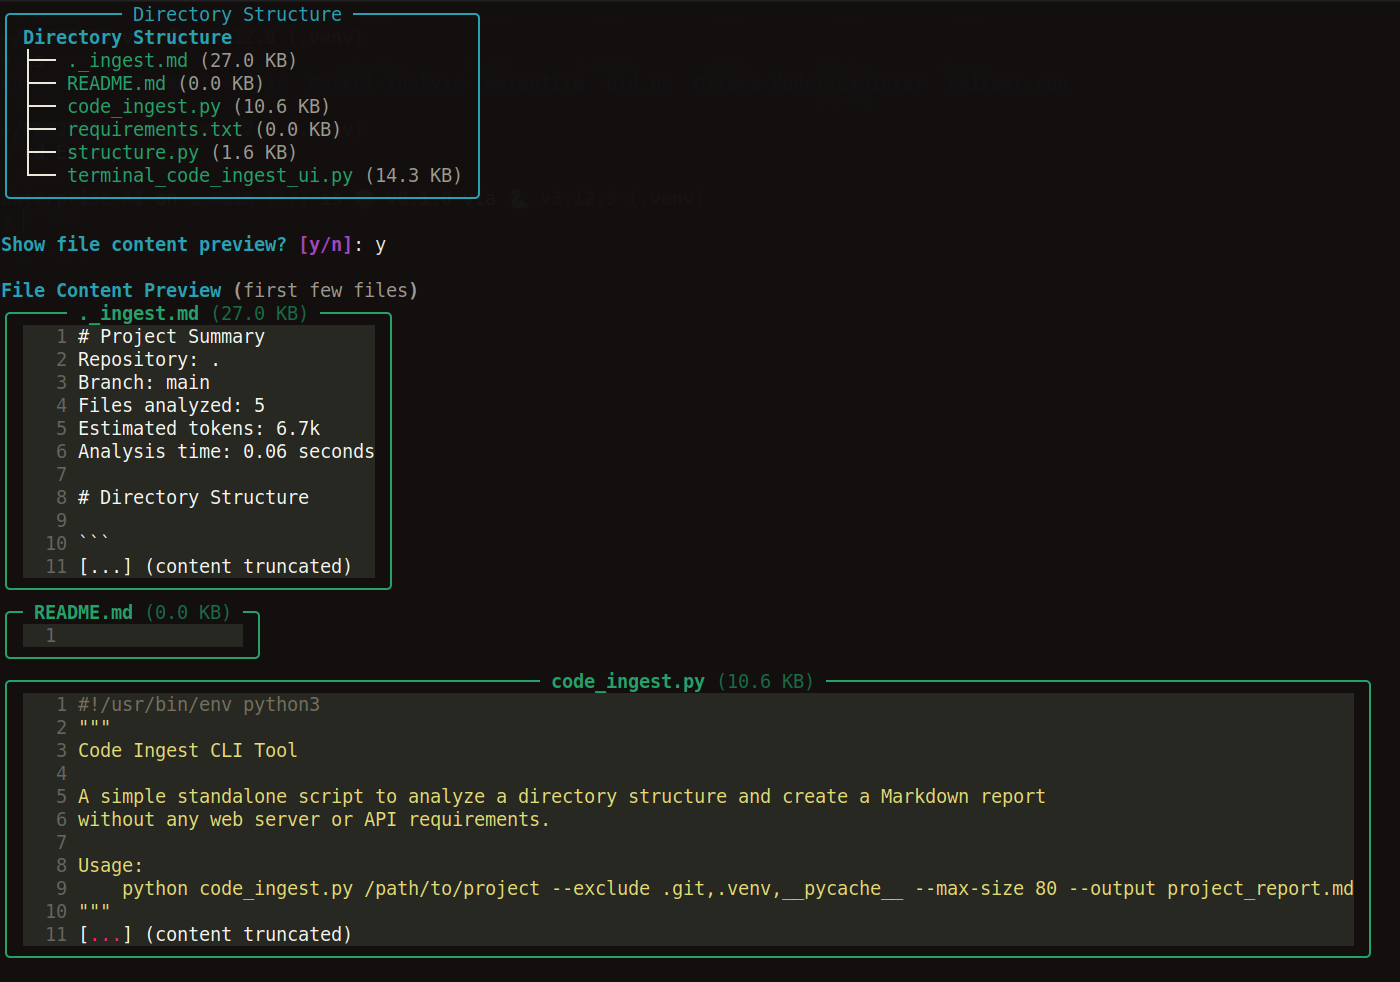 Directory Structure
Directory Structure
._ingest.md (27.0 KB)
README.md (0.0 KB)
code_ingest.py (10.6 KB)
requirements.txt (0.0 KB)
structure.py (1.6 KB)
terminal_code_ingest_ui.py (14.3 KB)
Show file content preview? [y/n]: y
File Content Preview (first few files)
._ingest.md (27.0 KB)
1 # Project Summary
2 Repository: .
3 Branch: main
4 Files analyzed: 5
5 Estimated tokens: 6.7k
6 Analysis time: 0.06 seconds
7
8 # Directory Structure
9
10 ```
11 [...] (content truncated)
README.md (0.0 KB)
1
code_ingest.py (10.6 KB)
1 #!/usr/bin/env python3
2 """
3 Code Ingest CLI Tool
4
5 A simple standalone script to analyze a directory structure and create a Markdown report
6 without any web server or API requirements.
7
8 Usage:
9     python code_ingest.py /path/to/project --exclude .git,.venv,__pycache__ --max-size 80 --output project_report.md
10 """
11 [...] (content truncated)